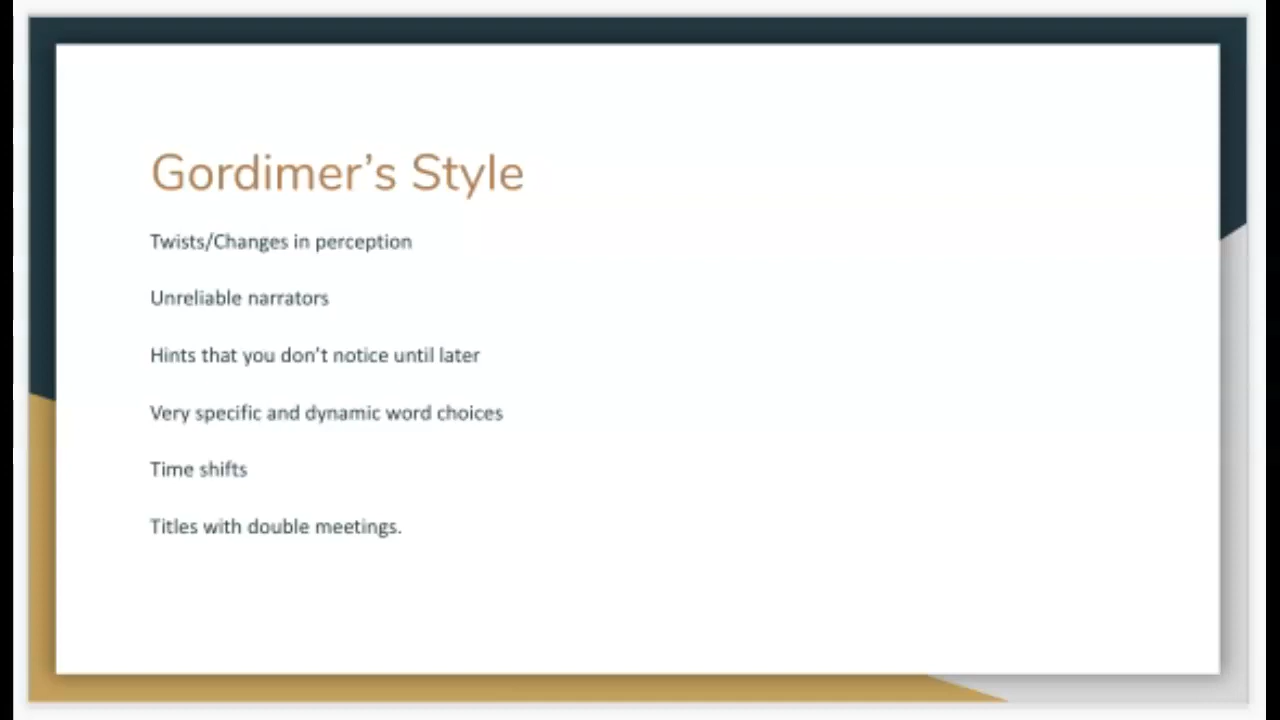 Gordimer’s Style
Twists/Changes in perception
Unreliable narrators
Hints that you don’t notice until later
Very specific and dynamic word choices
Time shifts
Titles with double meetings.